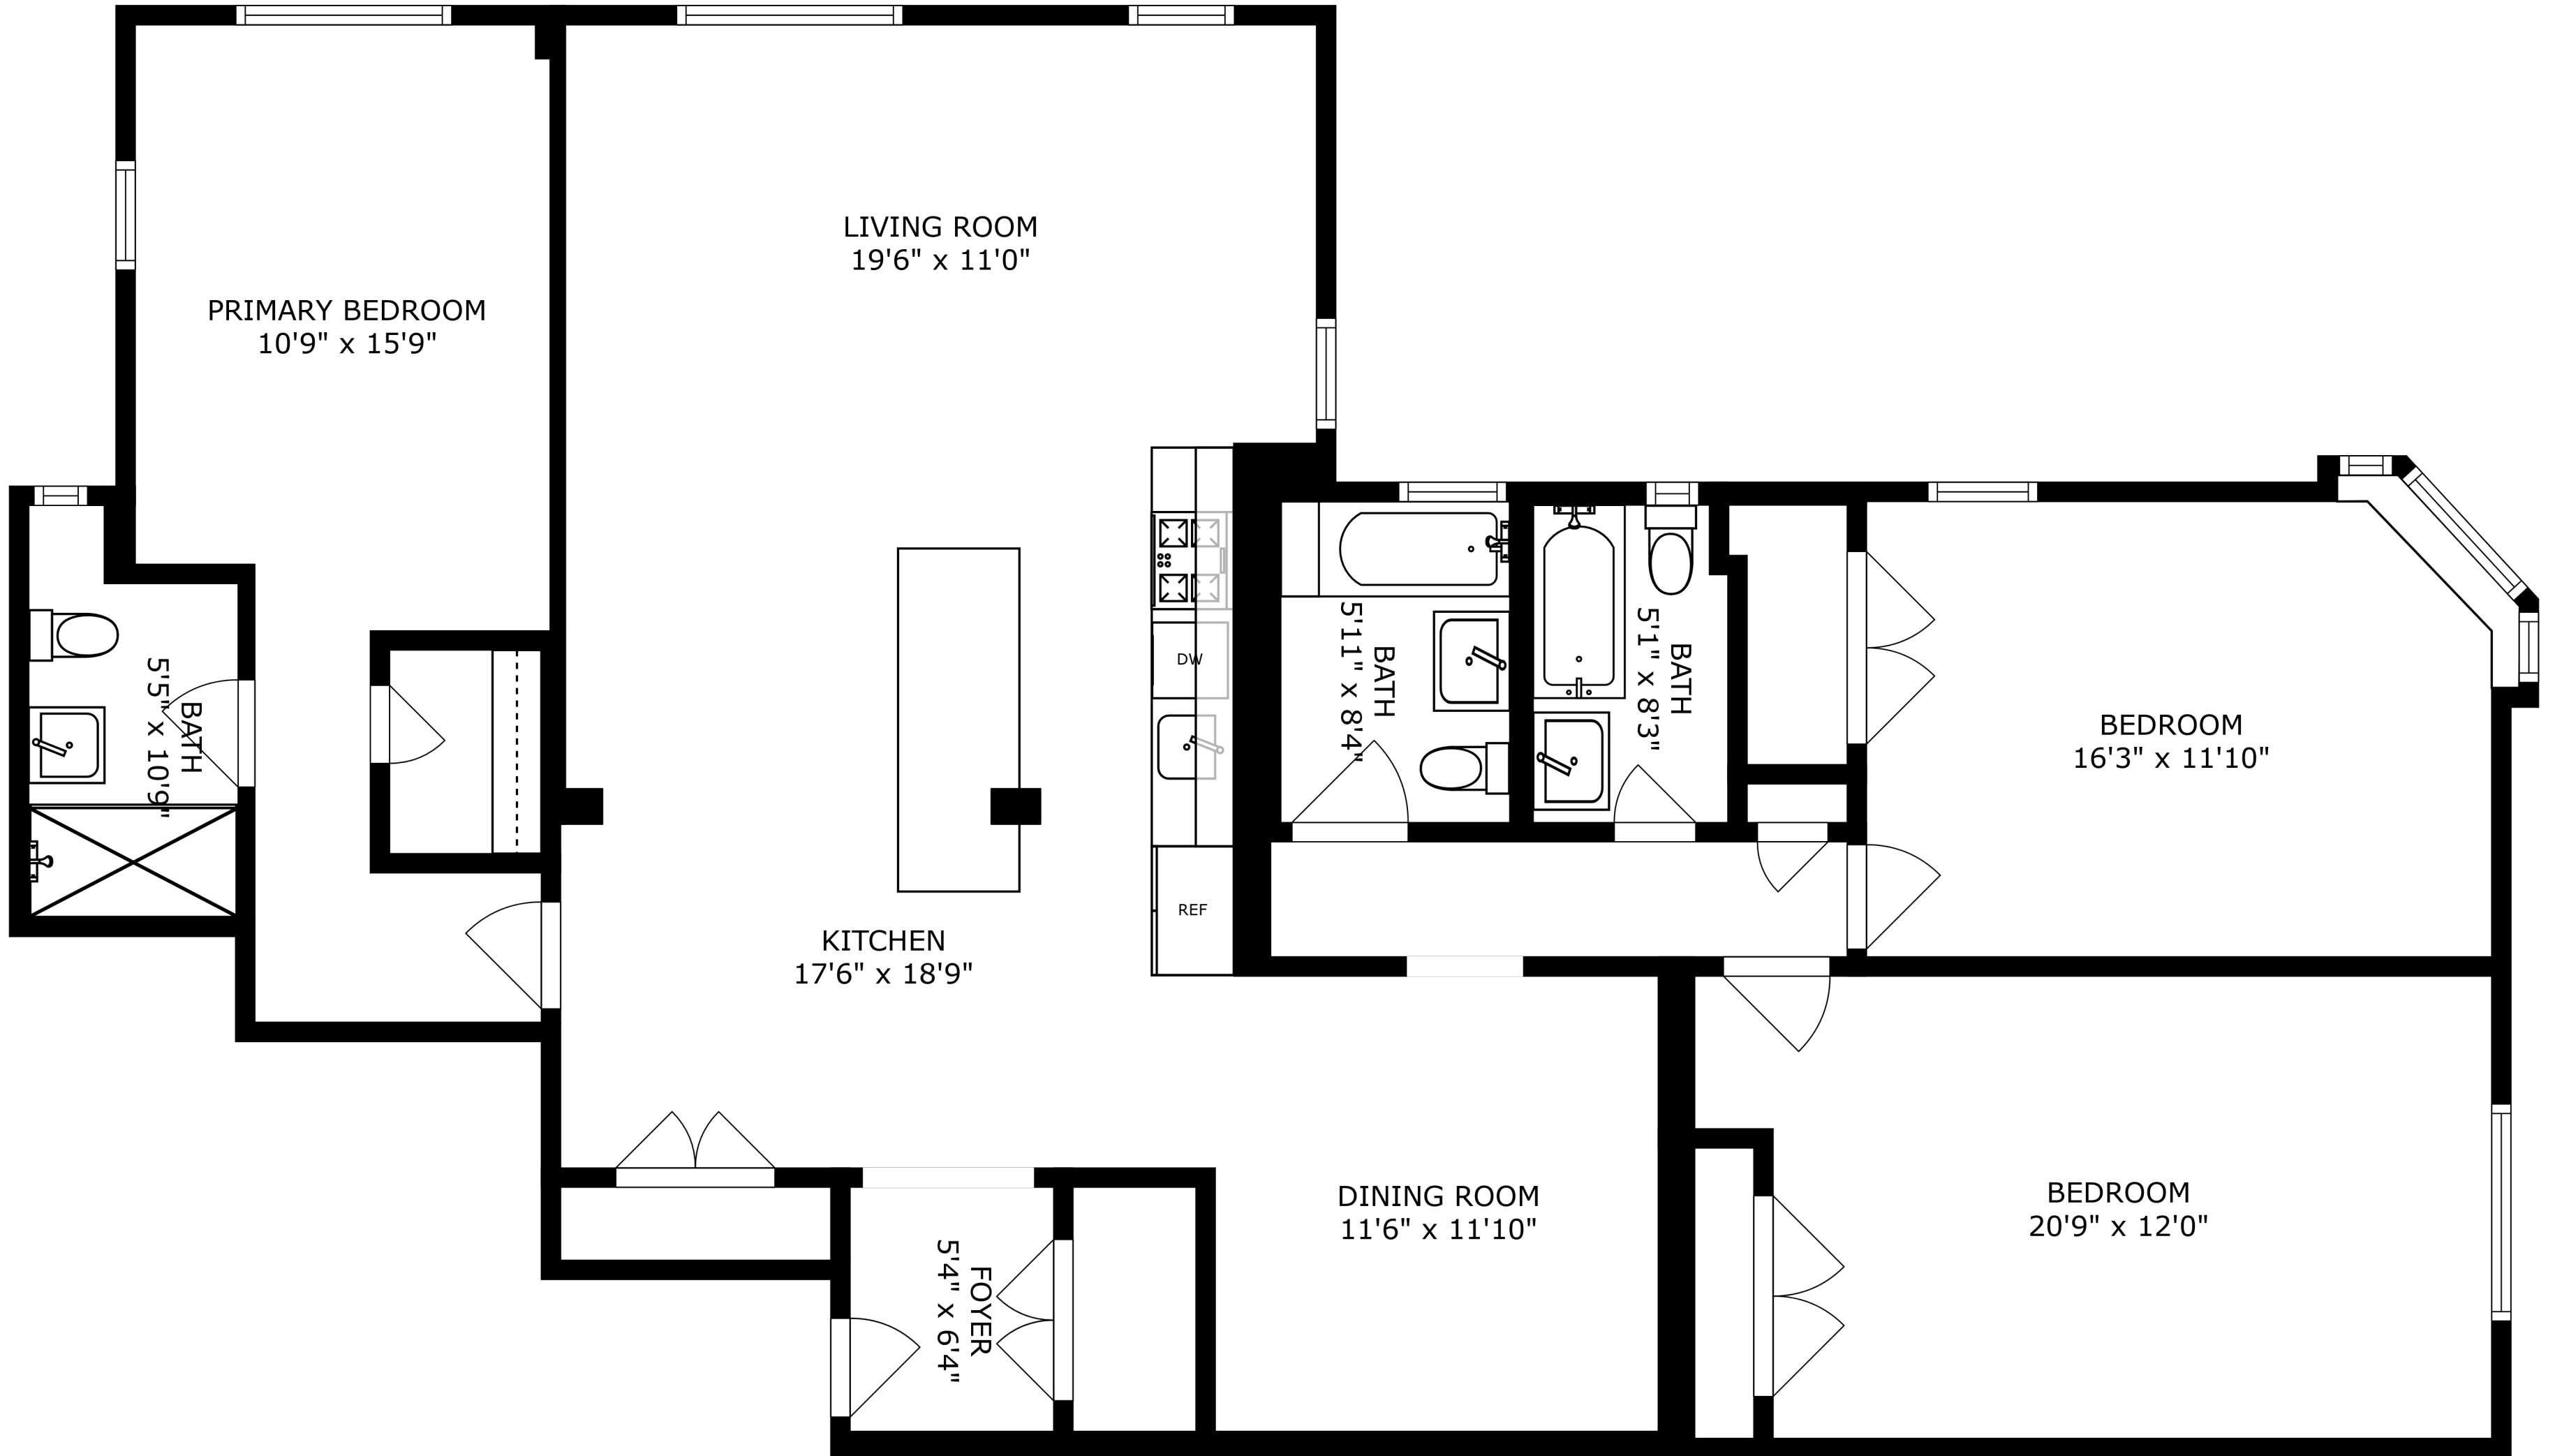 LIVING ROOM
19'6" x 11'0"
PRIMARY BEDROOM
10'9" x 15'9"
BATH
5'5" x 10'9"
DW
BATH
5'11" x 8'4"
BATH
5'1" x 8'3"
BEDROOM
16'3" x 11'10"
REF
KITCHEN
17'6" x 18'9"
FOYER
5'4" x 6'4"
DINING ROOM
11'6" x 11'10"
BEDROOM
20'9" x 12'0"